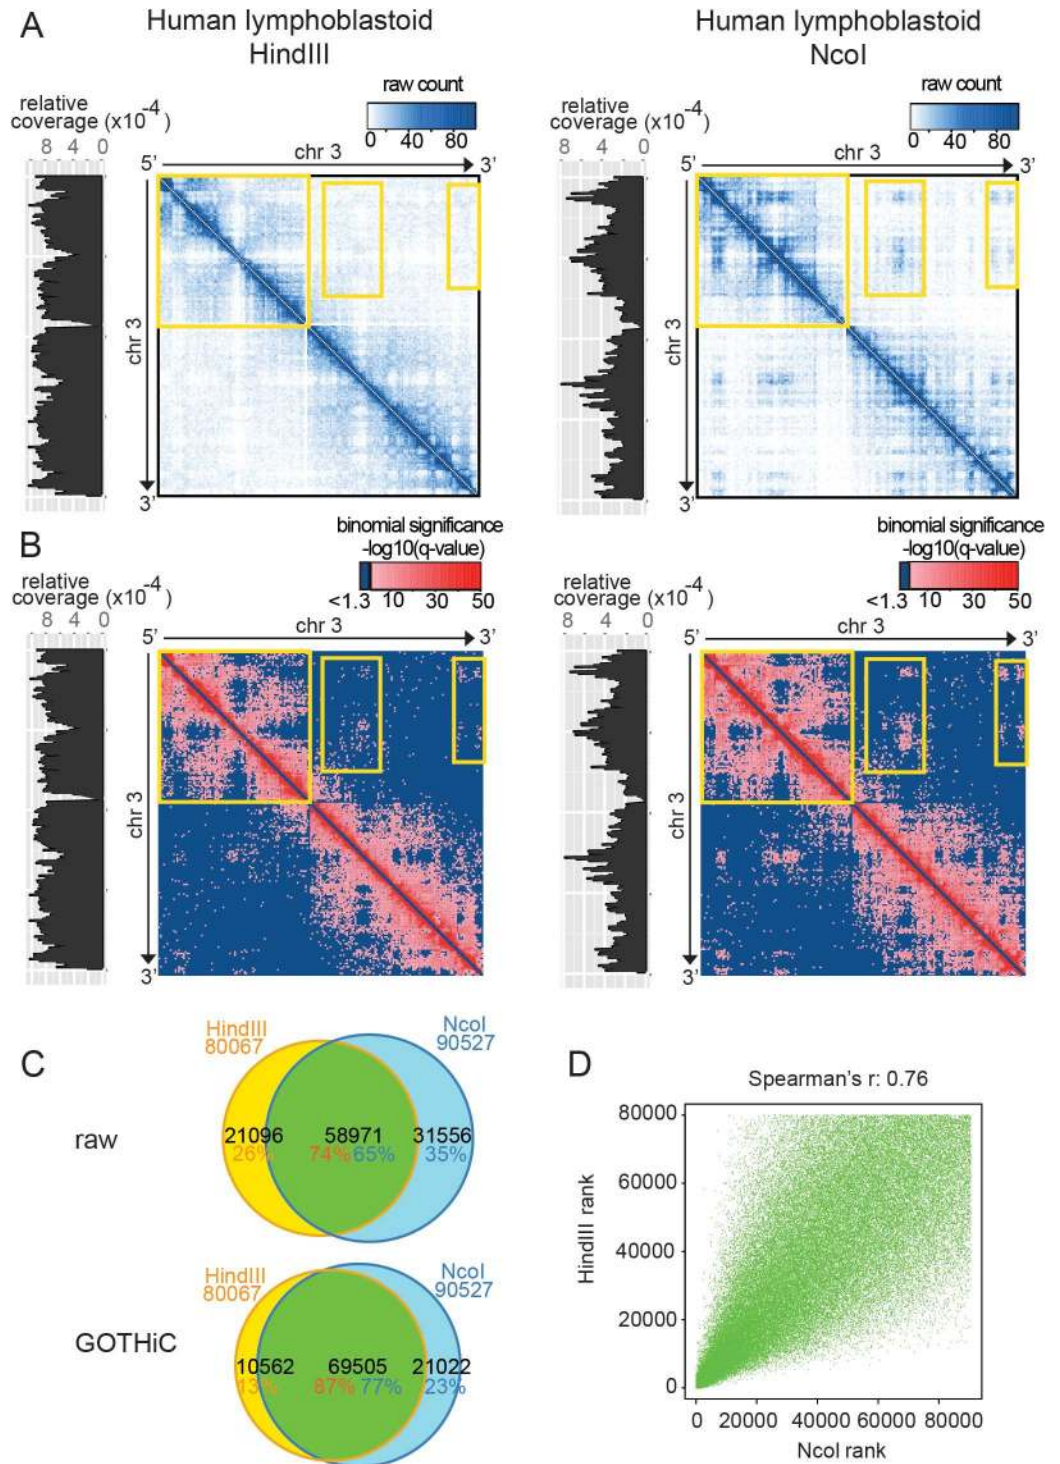 A
Human lymphoblastoid
HindIII
Human lymphoblastoid
NcoI
relative
coverage (x10-4)
8 4 0
raw count
0 40 80
5' chr 3 3'
chr 3
3'
relative
coverage (x10-4)
8 4 0
raw count
0 40 80
5' chr 3 3'
chr 3
3'
B
relative
coverage (x10-4)
8 4 0
binomial significance
-log10(q-value)
<1.3 10 30 50
5' chr 3 3'
chr 3
3'
relative
coverage (x10-4)
8 4 0
binomial significance
-log10(q-value)
<1.3 10 30 50
5' chr 3 3'
chr 3
3'
C
raw
HindIII
80067
NcoI
90527
21096 58971 31556
26% 74% 65% 35%
GOTHiC
HindIII
80067
NcoI
90527
10562 69505 21022
13% 87% 77% 23%
D
Spearman's r: 0.76
HindIII rank
80000
60000
40000
20000
0
0 20000 40000 60000 80000
NcoI rank